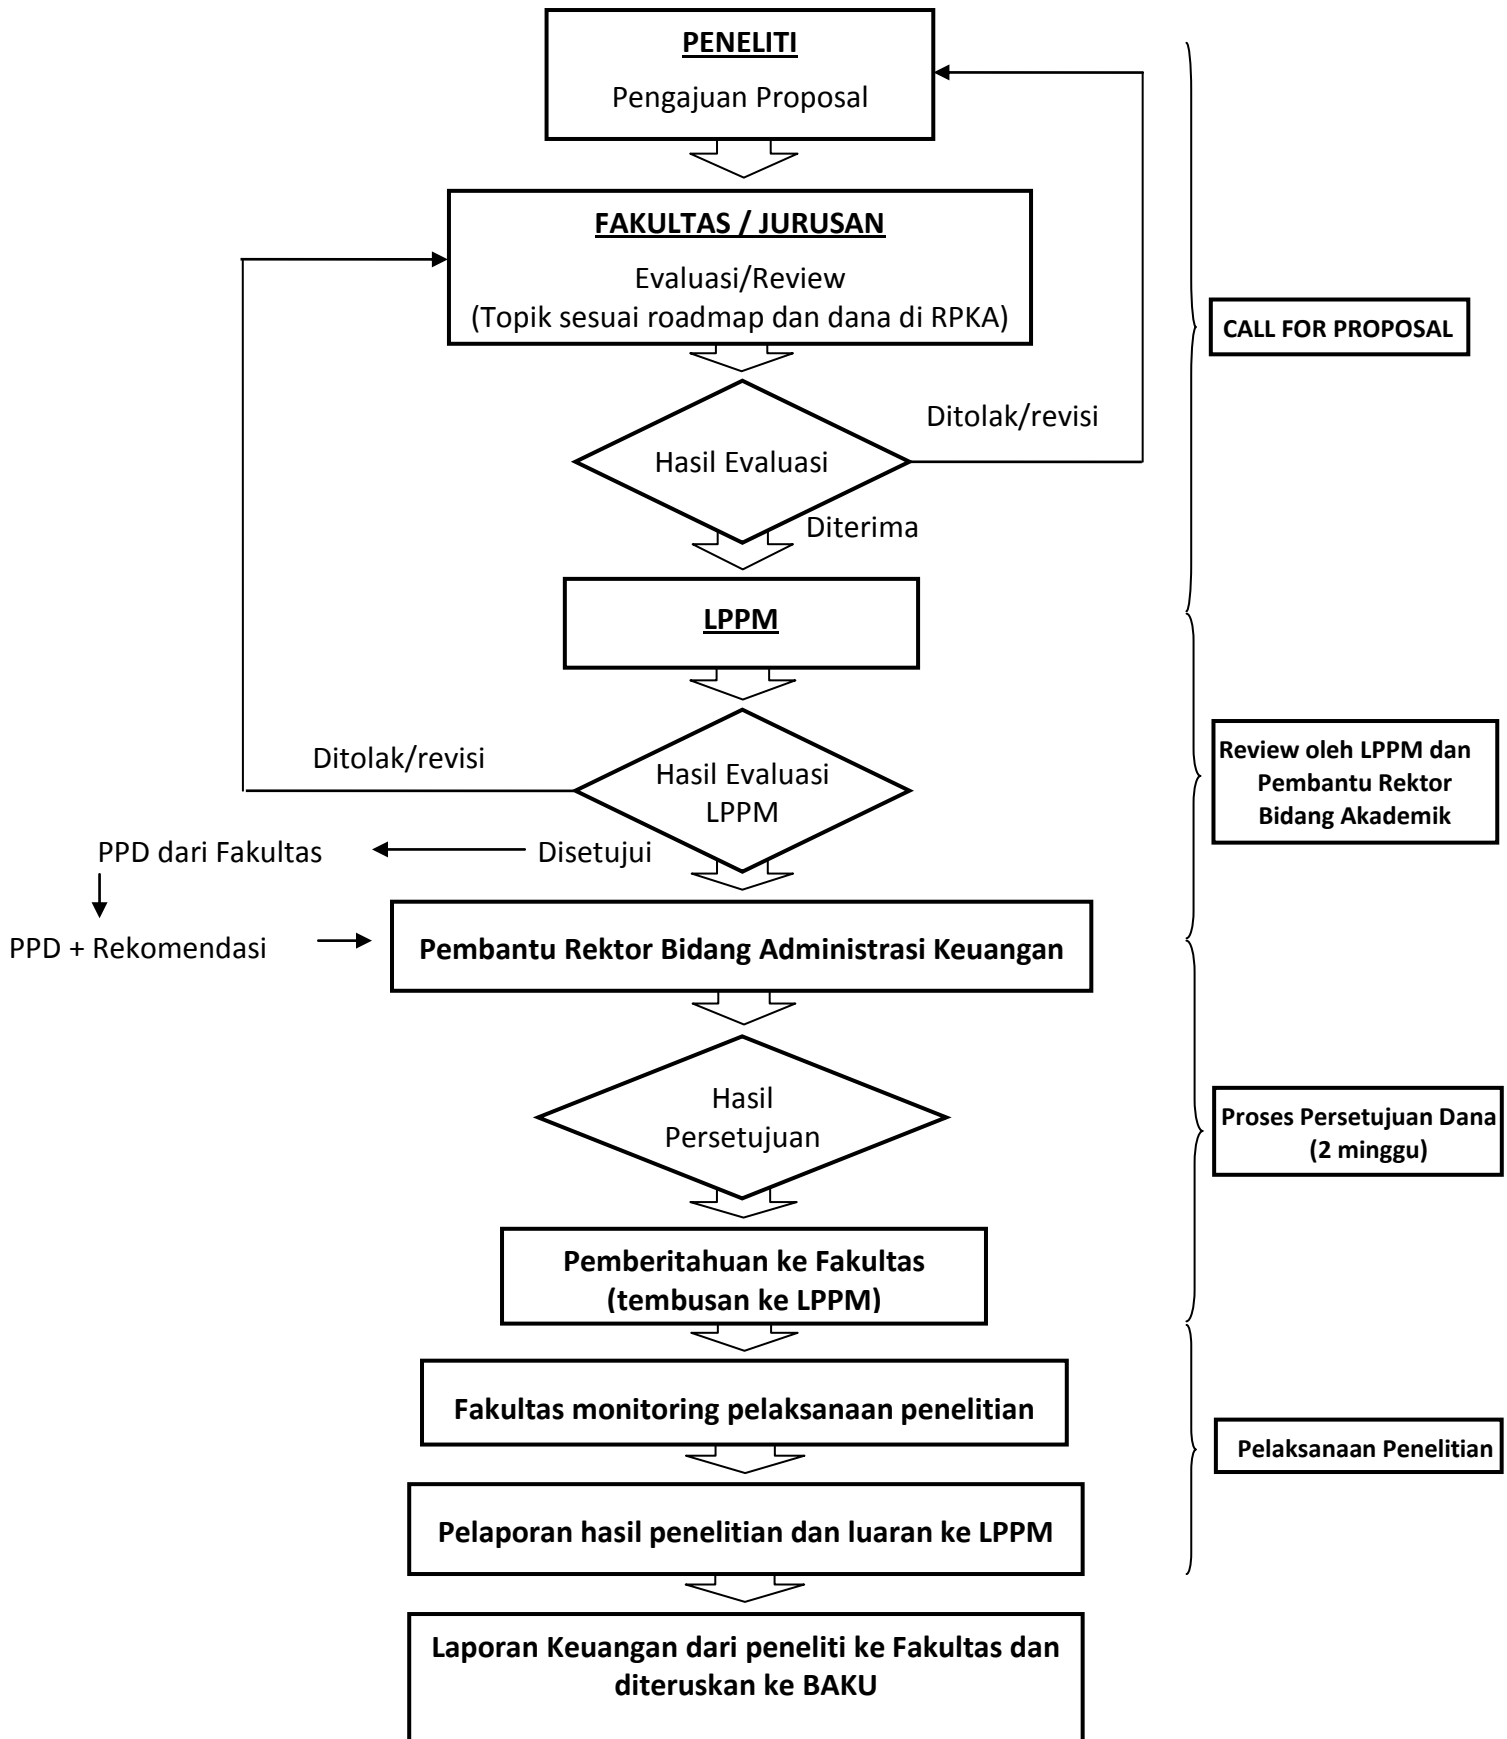 PENELITI
Pengajuan Proposal
FAKULTAS / JURUSAN
Evaluasi/Review
(Topik sesuai roadmap dan dana di RPKA)
CALL FOR PROPOSAL
Ditolak/revisi
Hasil Evaluasi
Diterima
LPPM
Ditolak/revisi
Hasil Evaluasi
LPPM
Review oleh LPPM dan
Pembantu Rektor
Bidang Akademik
PPD dari Fakultas
Disetujui
PPD + Rekomendasi
Pembantu Rektor Bidang Administrasi Keuangan
Hasil
Persetujuan
Proses Persetujuan Dana
(2 minggu)
Pemberitahuan ke Fakultas
(tembusan ke LPPM)
Fakultas monitoring pelaksanaan penelitian
Pelaksanaan Penelitian
Pelaporan hasil penelitian dan luaran ke LPPM
Laporan Keuangan dari peneliti ke Fakultas dan
diteruskan ke BAKU